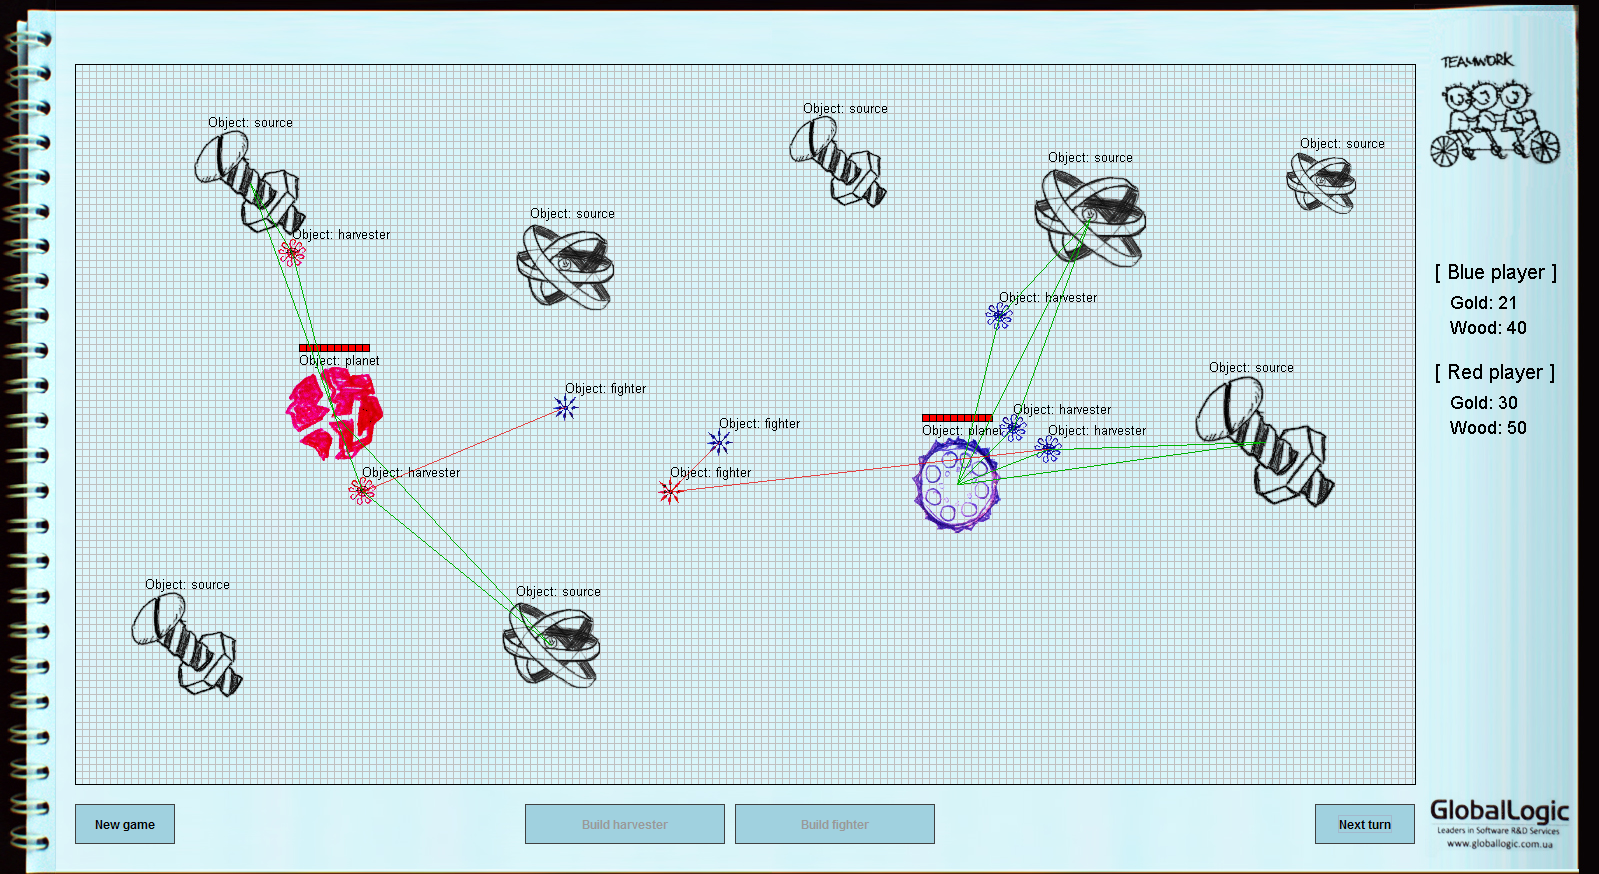 TEAMWORK
Object: source
Object: source
Object: source
Object: source
Object: source
Object: harvester
[ Blue player ]
Gold: 21
Wood: 40
Object: harvester
Object: planet
Object: source
[ Red player ]
Gold: 30
Wood: 50
Object: fighter
Object: harvester
Object: fighter
Object: planet
Object: harvester
Object: harvester
Object: fighter
Object: source
Object: source
New game
Build harvester
Build fighter
Next turn
GlobalLogic
Leaders in Software R&D Services
www.globallogic.com.ua